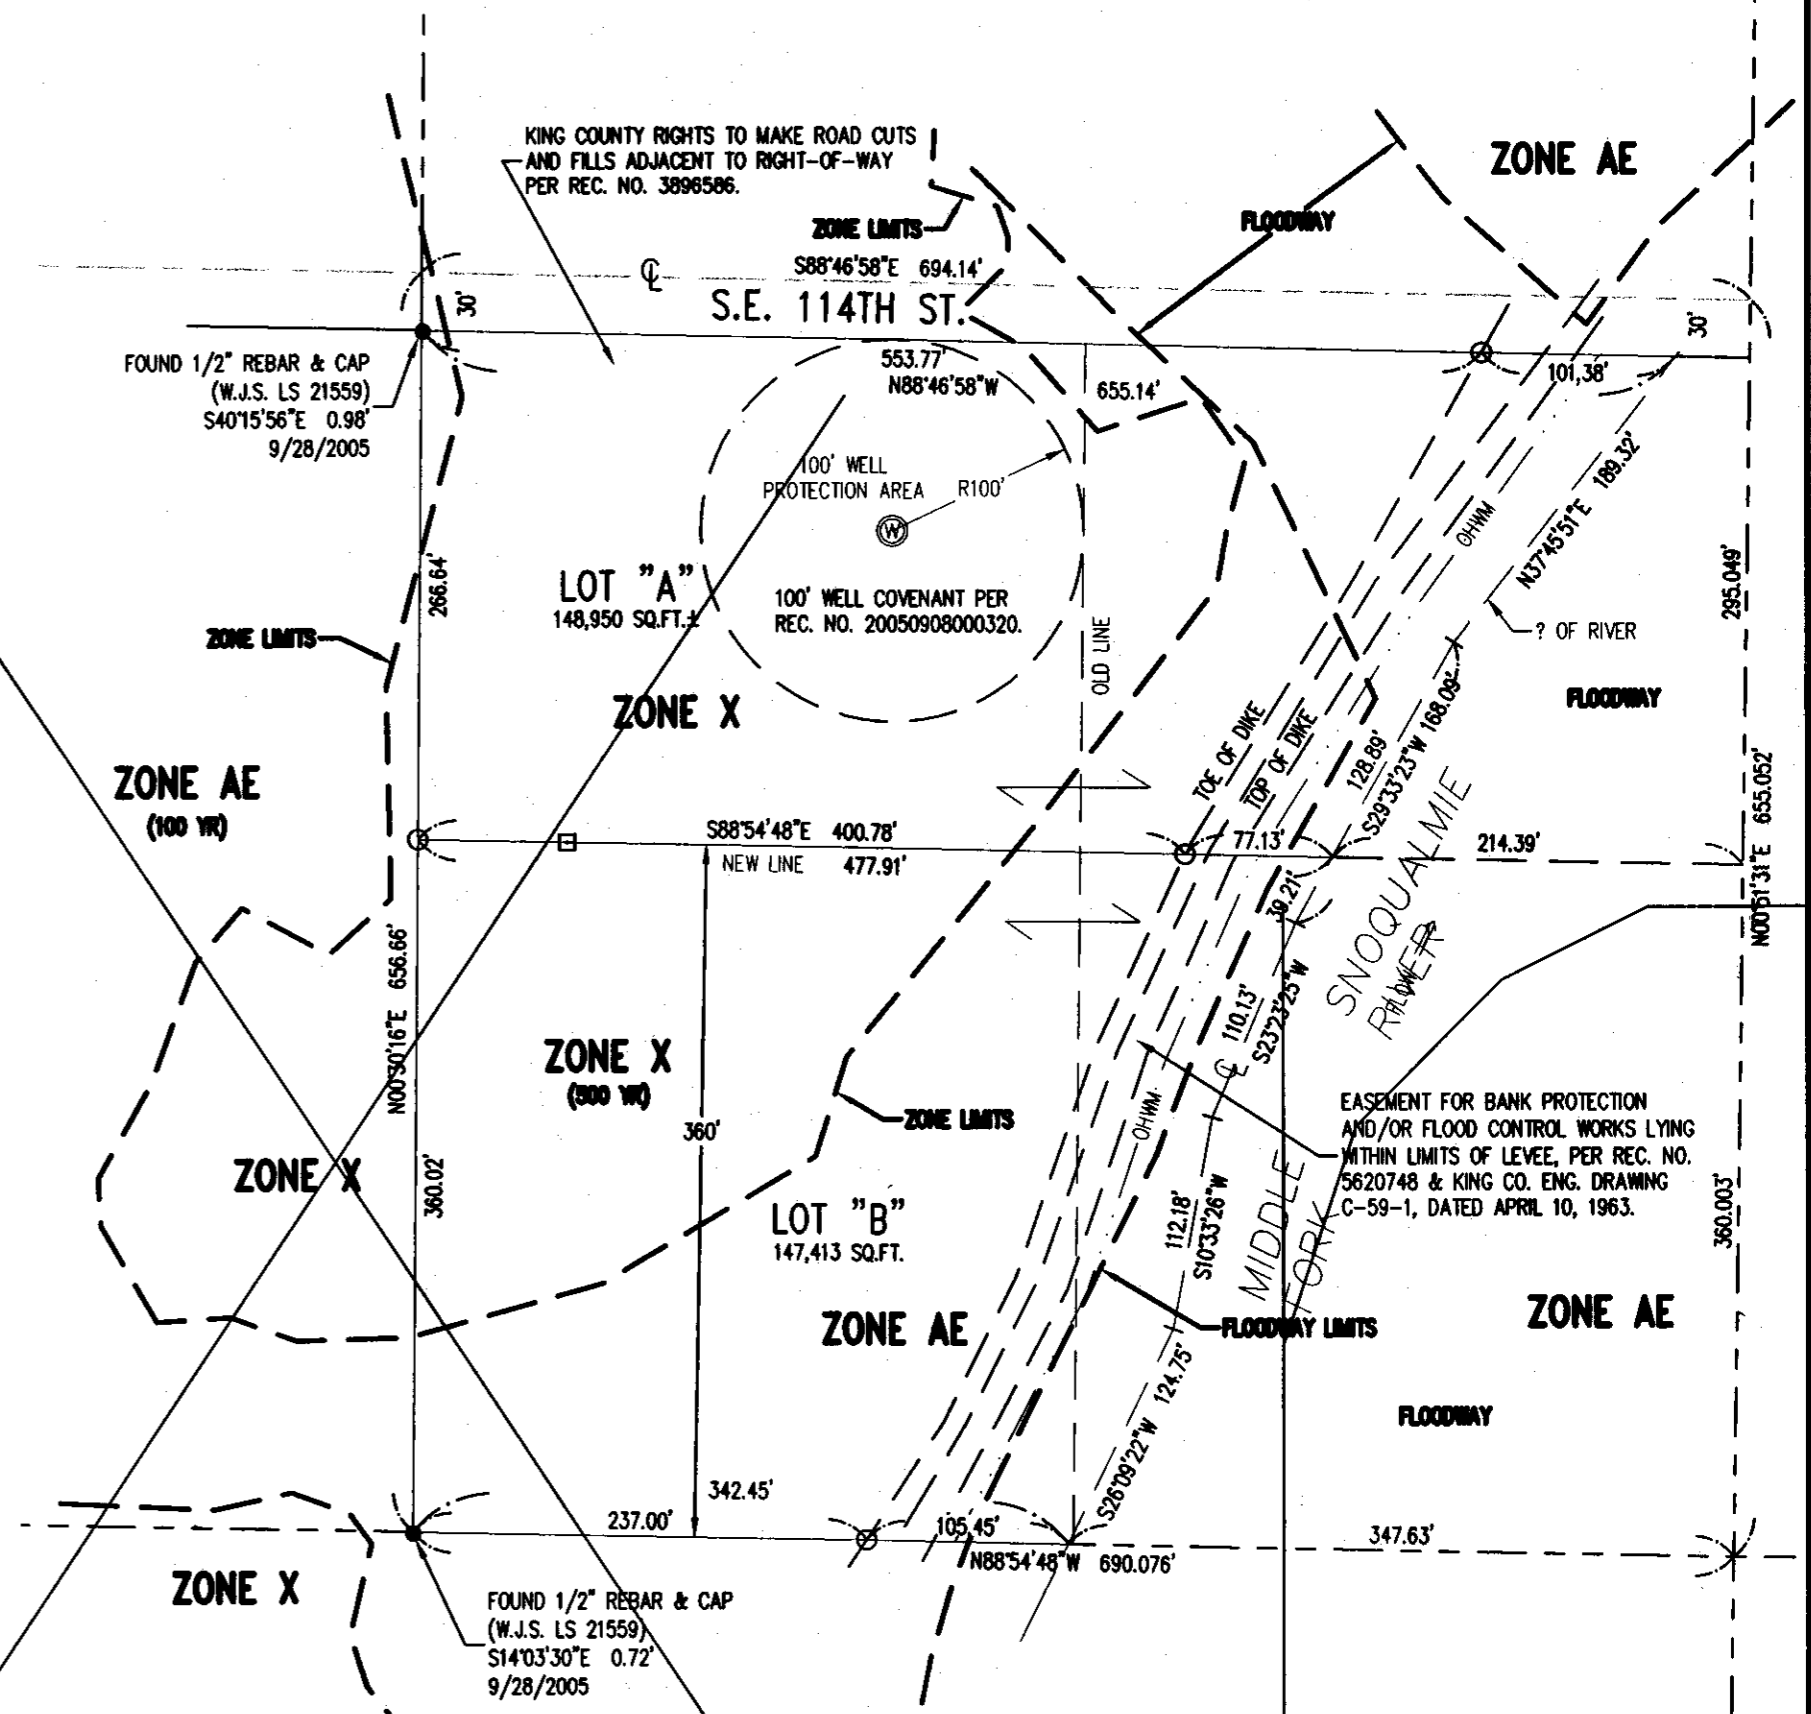 KING COUNTY RIGHTS TO MAKE ROAD CUTS
AND FILLS ADJACENT TO RIGHT-OF-WAY
PER REC. NO. 3896586.
ZONE AE
ZONE LIMITS
FLOODWAY
S88°46'58"E 694.14'
S.E. 114TH ST.
30'
30'
FOUND 1/2" REBAR & CAP
(W.J.S. LS 21559)
S40°15'56"E 0.98'
9/28/2005
553.77'
N88°46'58"W
655.14'
101.38'
100' WELL
PROTECTION AREA
R100'
W
N37°45'51"E 189.32'
OHWM
266.64'
LOT "A"
148,950 SQ.FT.±
100' WELL COVENANT PER
REC. NO. 20050908000320.
OLD LINE
295.049'
? OF RIVER
ZONE LIMITS
ZONE X
FLOODWAY
TOE OF DIKE
TOP OF DIKE
128.89'
S29°33'23"W 168.09'
ZONE AE
(100 YR)
S88°54'48"E 400.78'
NEW LINE 477.91'
77.13'
214.39'
N00°51'31"E 655.052'
39.21'
SNOQUALMIE
RIVER
FLOW
N00°30'16"E 656.66'
110.13'
S23°23'25"W
ZONE X
(500 YR)
ZONE LIMITS
360'
OHWM
EASEMENT FOR BANK PROTECTION
AND/OR FLOOD CONTROL WORKS LYING
WITHIN LIMITS OF LEVEE, PER REC. NO.
5620748 & KING CO. ENG. DRAWING
C-59-1, DATED APRIL 10, 1963.
ZONE X
360.02'
LOT "B"
147,413 SQ.FT.
112.18'
S10°33'26"W
MIDDLE
FORK
360.003'
ZONE AE
FLOODWAY LIMITS
ZONE AE
S26°09'22"W 124.75'
FLOODWAY
342.45'
237.00'
105.45'
N88°54'48"W 690.076'
347.63'
ZONE X
FOUND 1/2" REBAR & CAP
(W.J.S. LS 21559)
S14°03'30"E 0.72'
9/28/2005